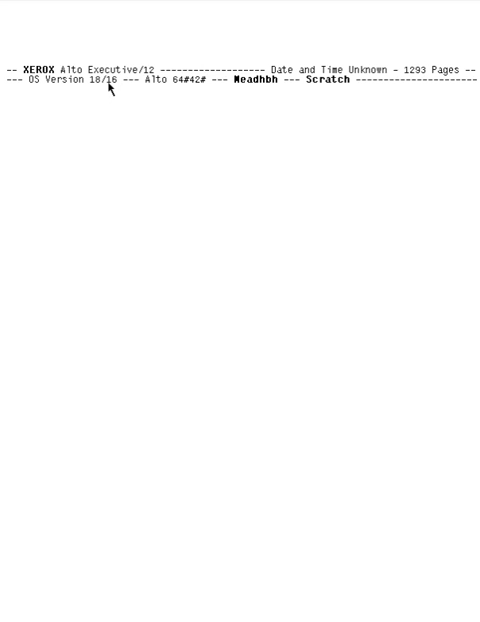 -- XEROX Alto Executive/12 ------------------ Date and Time Unknown - 1293 Pages --
--- OS Version 18/16 --- Alto 64#42# --- Meadhbh --- Scratch ---------------------